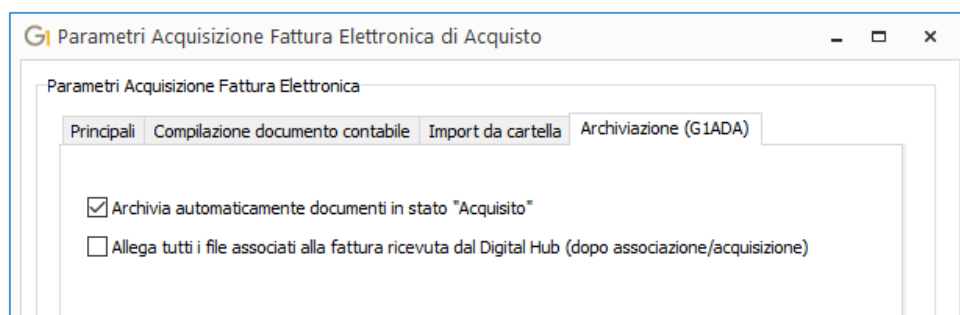 G1 Parametri Acquisizione Fattura Elettronica di Acquisto
Parametri Acquisizione Fattura Elettronica
Principali Compilazione documento contabile Import da cartella Archiviazione (G1ADA)
Archivia automaticamente documenti in stato "Acquisito"
Allega tutti i file associati alla fattura ricevuta dal Digital Hub (dopo associazione/acquisizione)